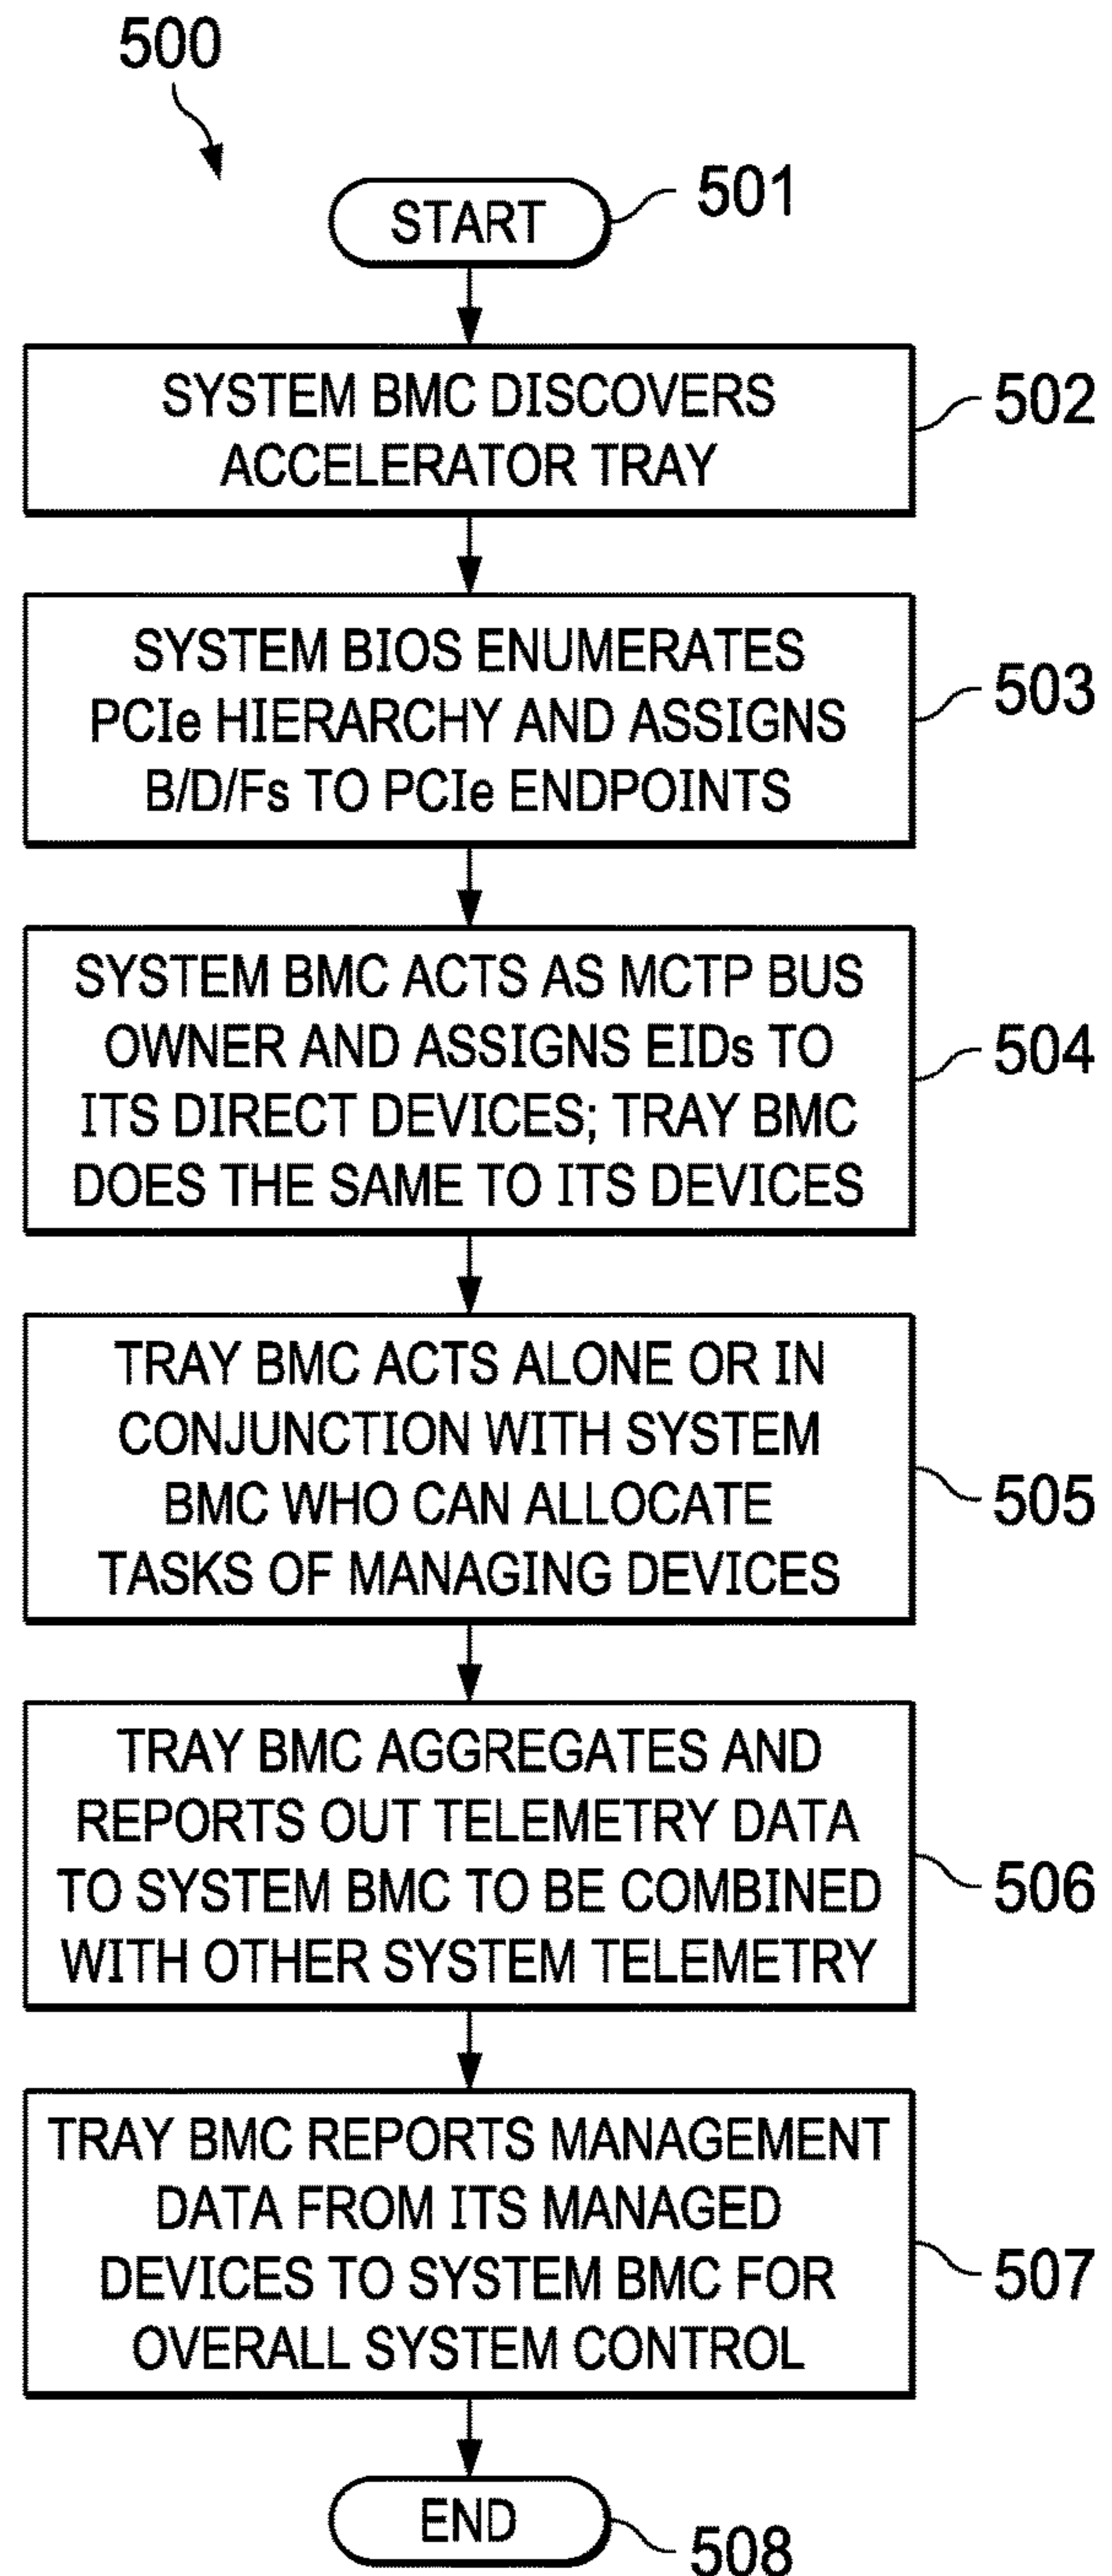 500
START
501
SYSTEM BMC DISCOVERS
ACCELERATOR TRAY
502
SYSTEM BIOS ENUMERATES
PCIe HIERARCHY AND ASSIGNS
B/D/Fs TO PCIe ENDPOINTS
503
SYSTEM BMC ACTS AS MCTP BUS
OWNER AND ASSIGNS EIDs TO
ITS DIRECT DEVICES; TRAY BMC
DOES THE SAME TO ITS DEVICES
504
TRAY BMC ACTS ALONE OR IN
CONJUNCTION WITH SYSTEM
BMC WHO CAN ALLOCATE
TASKS OF MANAGING DEVICES
505
TRAY BMC AGGREGATES AND
REPORTS OUT TELEMETRY DATA
TO SYSTEM BMC TO BE COMBINED
WITH OTHER SYSTEM TELEMETRY
506
TRAY BMC REPORTS MANAGEMENT
DATA FROM ITS MANAGED
DEVICES TO SYSTEM BMC FOR
OVERALL SYSTEM CONTROL
507
END
508